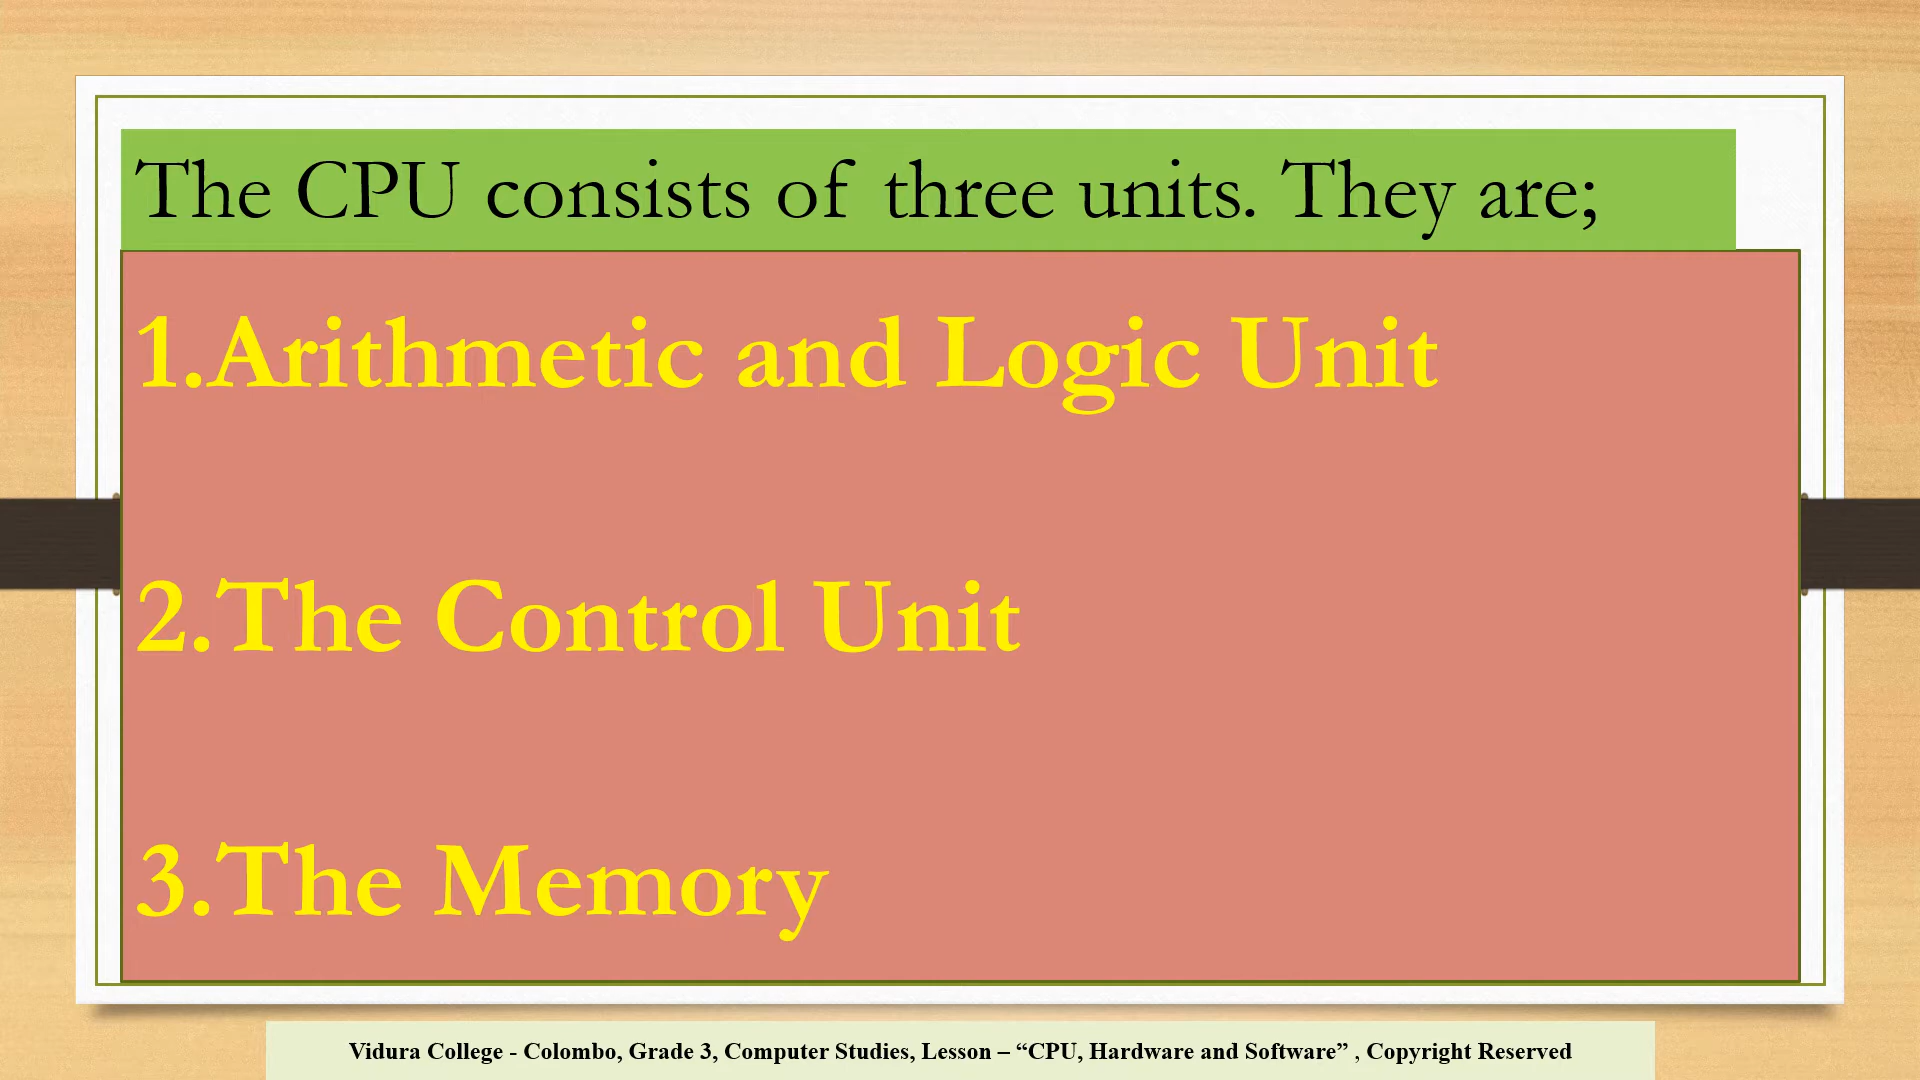 The CPU consists of three units. They are;
1.Arithmetic and Logic Unit
2.The Control Unit
3.The Memory
Vidura College - Colombo, Grade 3, Computer Studies, Lesson – “CPU, Hardware and Software” , Copyright Reserved